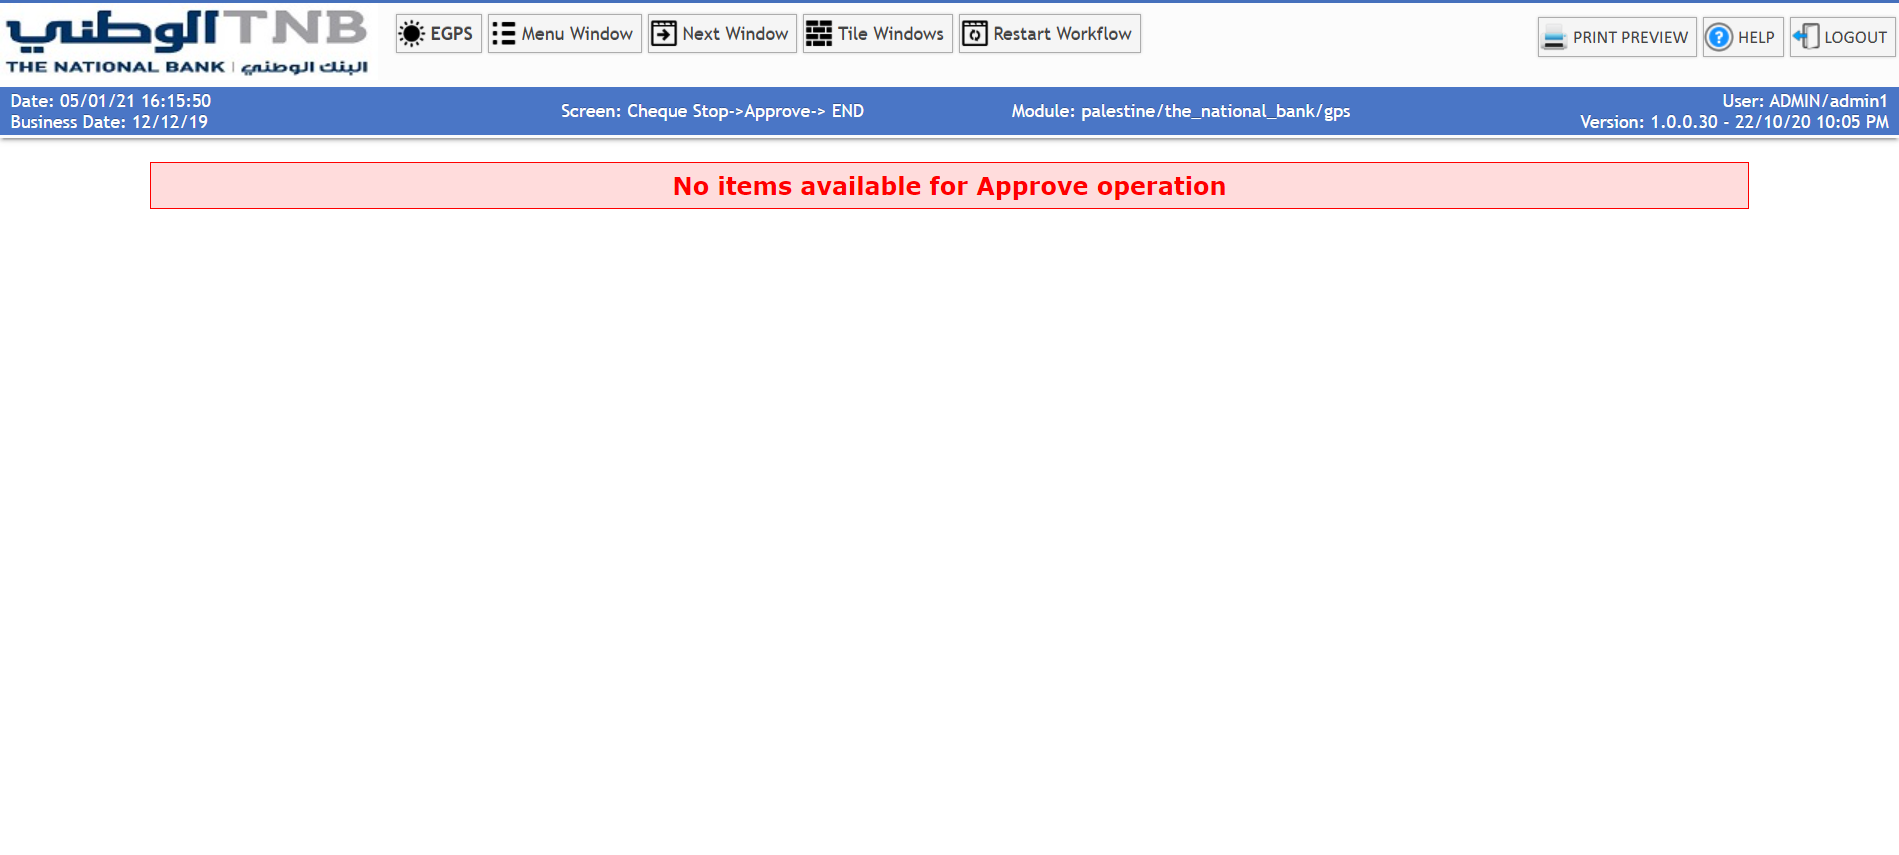 الوطني TNB
THE NATIONAL BANK | البنك الوطني
EGPS
Menu Window
Next Window
Tile Windows
Restart Workflow
PRINT PREVIEW
HELP
LOGOUT
Date: 05/01/21 16:15:50
Business Date: 12/12/19
Screen: Cheque Stop->Approve-> END
Module: palestine/the_national_bank/gps
User: ADMIN/admin1
Version: 1.0.0.30 - 22/10/20 10:05 PM
No items available for Approve operation